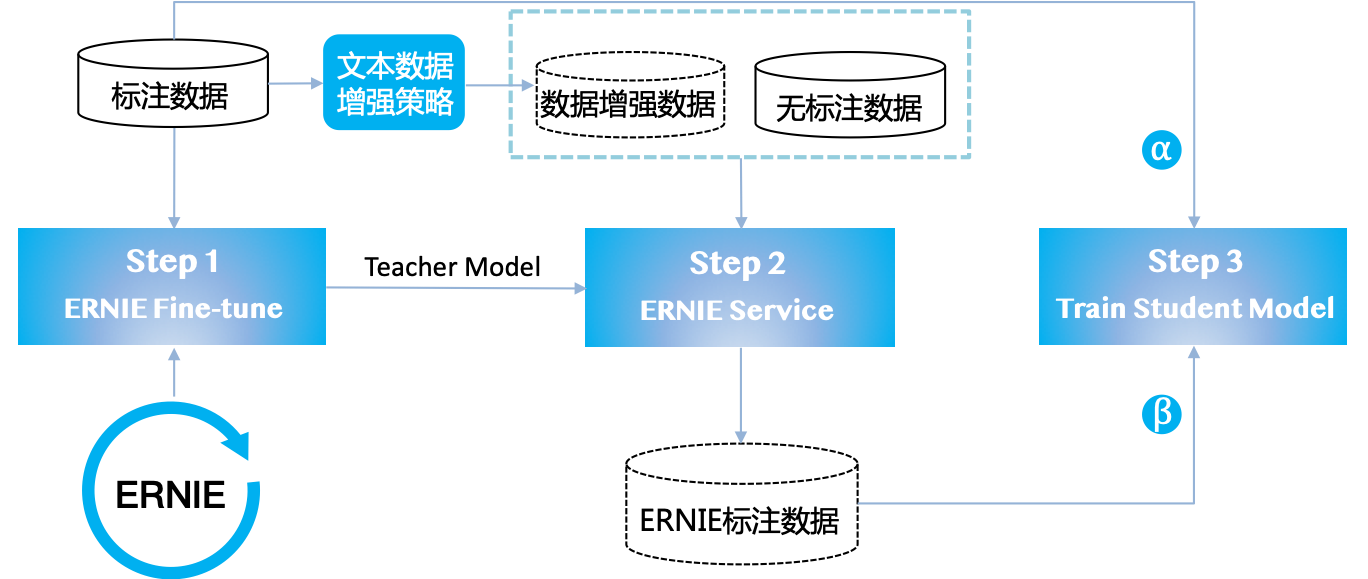 标注数据
文本数据
增强策略
数据增强数据
无标注数据
α
Step 1
ERNIE Fine-tune
Teacher Model
Step 2
ERNIE Service
Step 3
Train Student Model
β
ERNIE
ERNIE标注数据